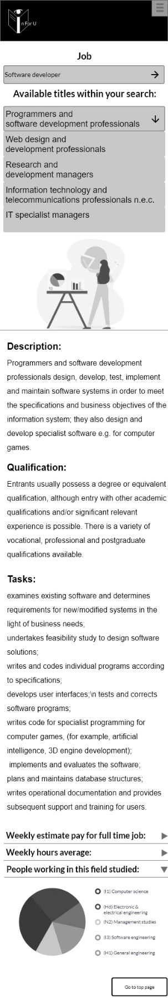 n For U
Job
Software developer
Available titles within your search:
Programmers and
software development professionals
Web design and
development professionals
Research and
development managers
Information technology and
telecommunications professionals n.e.c.
IT specialist managers
Description:
Programmers and software development
professionals design, develop, test, implement
and maintain software systems in order to meet
the specifications and business objectives of the
information system; they also design and
develop specialist software e.g. for computer
games.
Qualification:
Entrants usually possess a degree or equivalent
qualification, although entry with other academic
qualifications and/or significant relevant
experience is possible. There is a variety of
vocational, professional and postgraduate
qualifications available.
Tasks:
examines existing software and determines
requirements for new/modified systems in the
light of business needs;
undertakes feasibility study to design software
solutions;
writes and codes individual programs according
to specifications;
develops user interfaces;\n tests and corrects
software programs;
writes code for specialist programming for
computer games, (for example, artificial
intelligence, 3D engine development);
implements and evaluates the software;
plans and maintains database structures;
writes operational documentation and provides
subsequent support and training for users.
Weekly estimate pay for full time job:
Weekly hours average:
People working in this field studied:
(I1) Computer science
(H6) Electronic &
electrical engineering
(N2) Management studies
(I3) Software engineering
(H1) General engineering
Go to top page